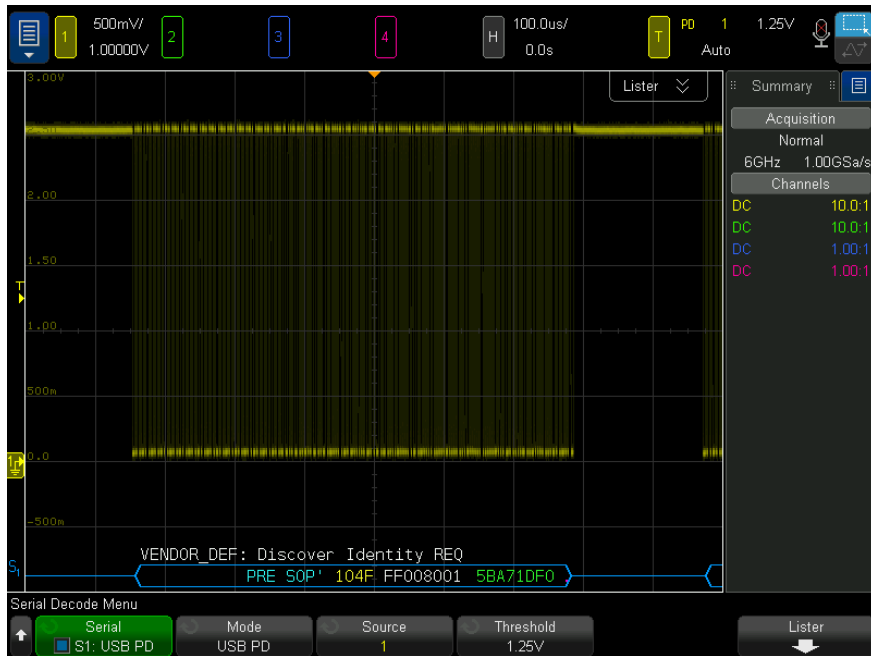 1 500mV/ 2 3 4 H 100.0us/ T PD 1 1.25V
1.00000V 0.0s Auto
3.00V
Lister
Summary
2.50
Acquisition
Normal
6GHz 1.00GSa/s
Channels
2.00
DC 10.0:1
DC 10.0:1
DC 1.00:1
DC 1.00:1
1.50
T
1.00
500m
1 0.0
-500m
VENDOR_DEF: Discover Identity REQ
S1
PRE SOP' 104F FF008001 5BA71DF0
Serial Decode Menu
Serial Mode Source Threshold Lister
S1: USB PD USB PD 1 1.25V